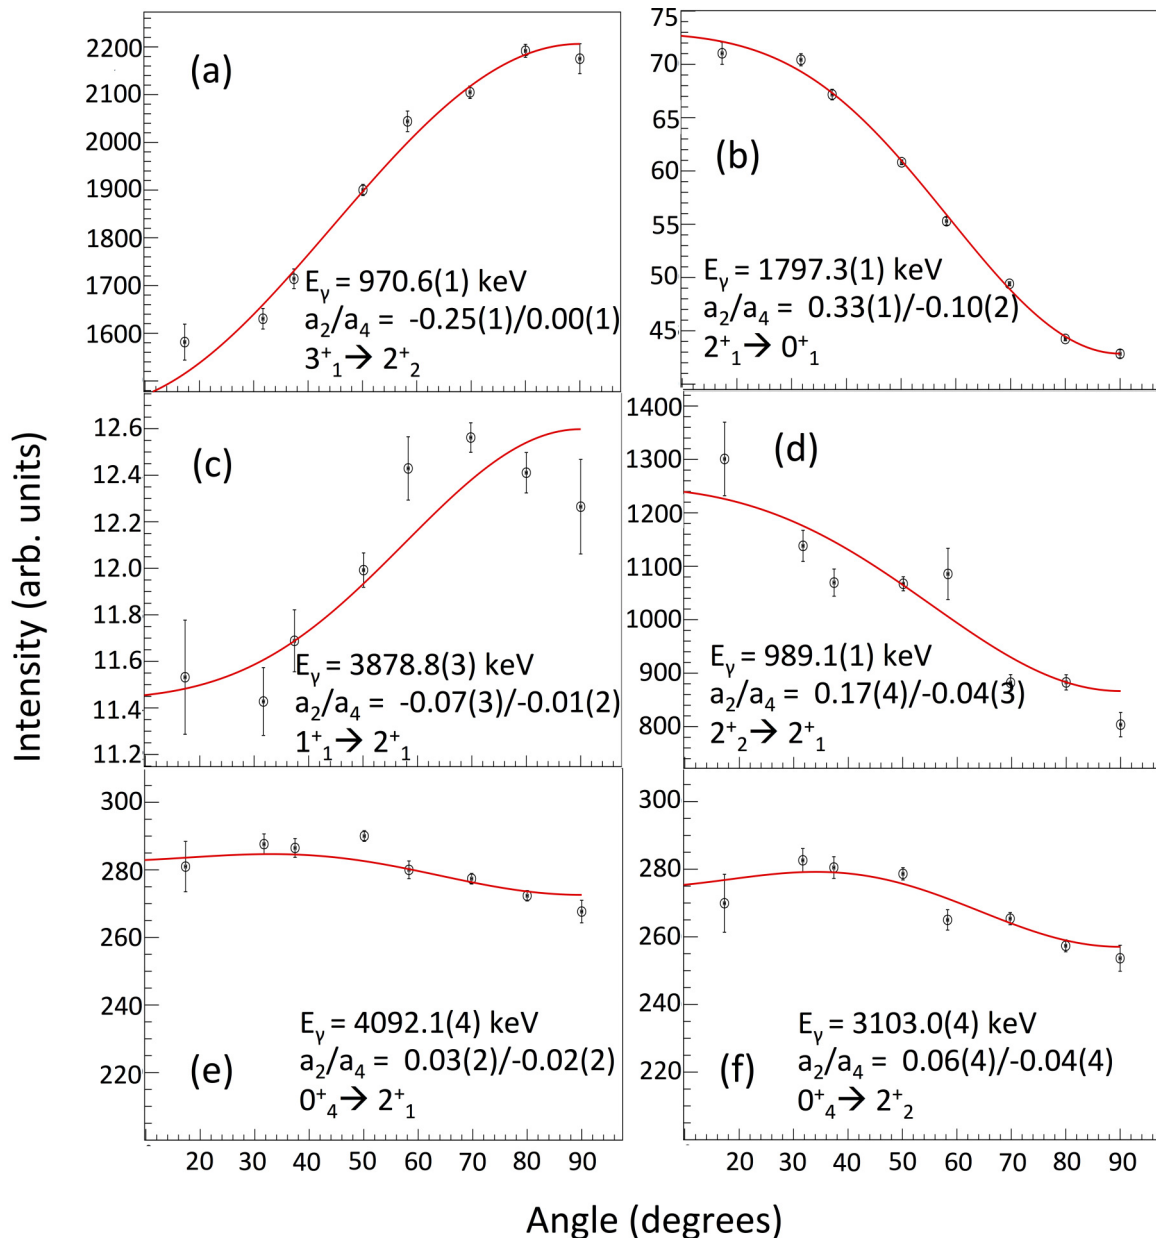 Intensity (arb. units)
2200
2100
2000
1900
1800
1700
1600
(a)
E_γ = 970.6(1) keV
a₂/a₄ = -0.25(1)/0.00(1)
3⁺₁ → 2⁺₂
75
70
65
60
55
50
45
(b)
E_γ = 1797.3(1) keV
a₂/a₄ = 0.33(1)/-0.10(2)
2⁺₁ → 0⁺₁
12.6
12.4
12.2
12.0
11.8
11.6
11.4
11.2
(c)
E_γ = 3878.8(3) keV
a₂/a₄ = -0.07(3)/-0.01(2)
1⁺₁ → 2⁺₁
1400
1300
1200
1100
1000
900
800
(d)
E_γ = 989.1(1) keV
a₂/a₄ = 0.17(4)/-0.04(3)
2⁺₂ → 2⁺₁
300
280
260
240
220
(e)
E_γ = 4092.1(4) keV
a₂/a₄ = 0.03(2)/-0.02(2)
0⁺₄ → 2⁺₁
20 30 40 50 60 70 80 90
300
280
260
240
220
(f)
E_γ = 3103.0(4) keV
a₂/a₄ = 0.06(4)/-0.04(4)
0⁺₄ → 2⁺₂
20 30 40 50 60 70 80 90
Angle (degrees)